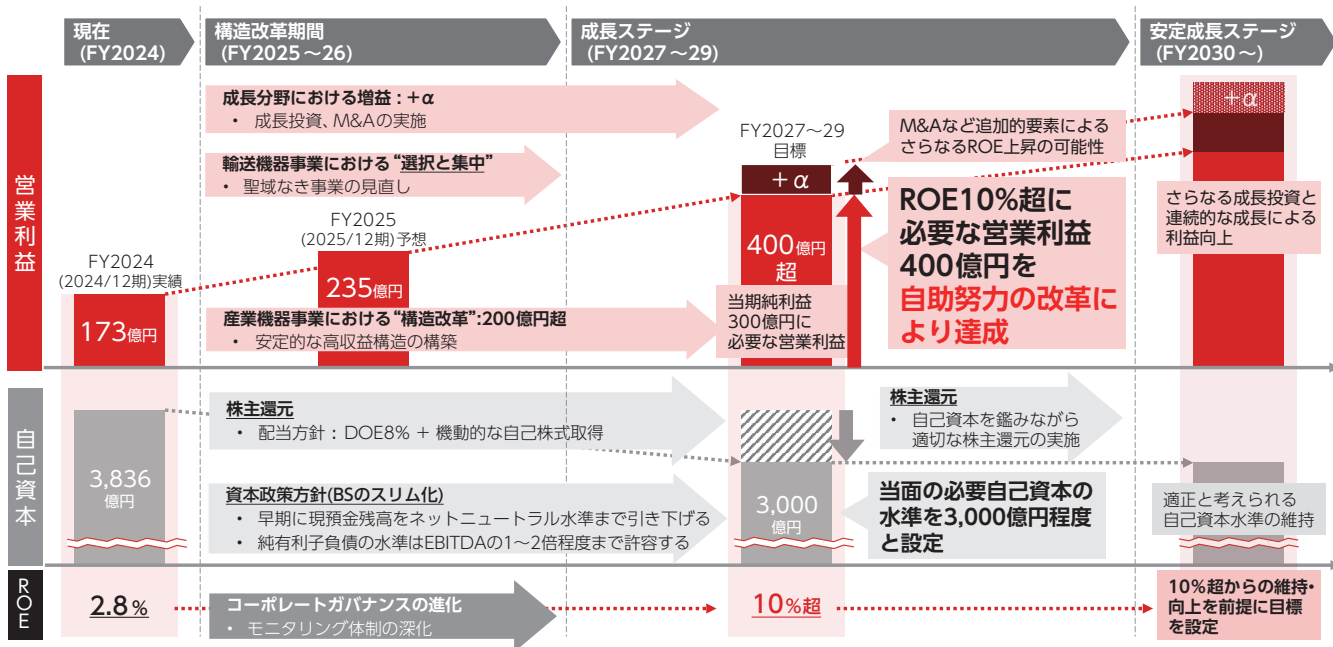 現在
(FY2024)
構造改革期間
(FY2025～26)
成長ステージ
(FY2027～29)
安定成長ステージ
(FY2030～)
営業利益
成長分野における増益：＋α
• 成長投資、M&Aの実施
輸送機器事業における“選択と集中”
• 聖域なき事業の見直し
FY2024
(2024/12期)実績
173億円
FY2025
(2025/12期)予想
235億円
産業機器事業における“構造改革”:200億円超
• 安定的な高収益構造の構築
FY2027～29
目標
＋α
400億円
超
当期純利益
300億円に
必要な営業利益
M&Aなど追加的要素による
さらなるROE上昇の可能性
ROE10%超に
必要な営業利益
400億円を
自助努力の改革に
より達成
＋α
さらなる成長投資と
連続的な成長による
利益向上
自己資本
3,836
億円
株主還元
• 配当方針：DOE8% + 機動的な自己株式取得
資本政策方針(BSのスリム化)
• 早期に現預金残高をネットニュートラル水準まで引き下げる
• 純有利子負債の水準はEBITDAの1～2倍程度まで許容する
3,000
億円
株主還元
• 自己資本を鑑みながら
適切な株主還元の実施
当面の必要自己資本の
水準を3,000億円程度
と設定
適正と考えられる
自己資本水準の維持
ROE
2.8%
コーポレートガバナンスの進化
• モニタリング体制の深化
10%超
10%超からの維持・
向上を前提に目標
を設定